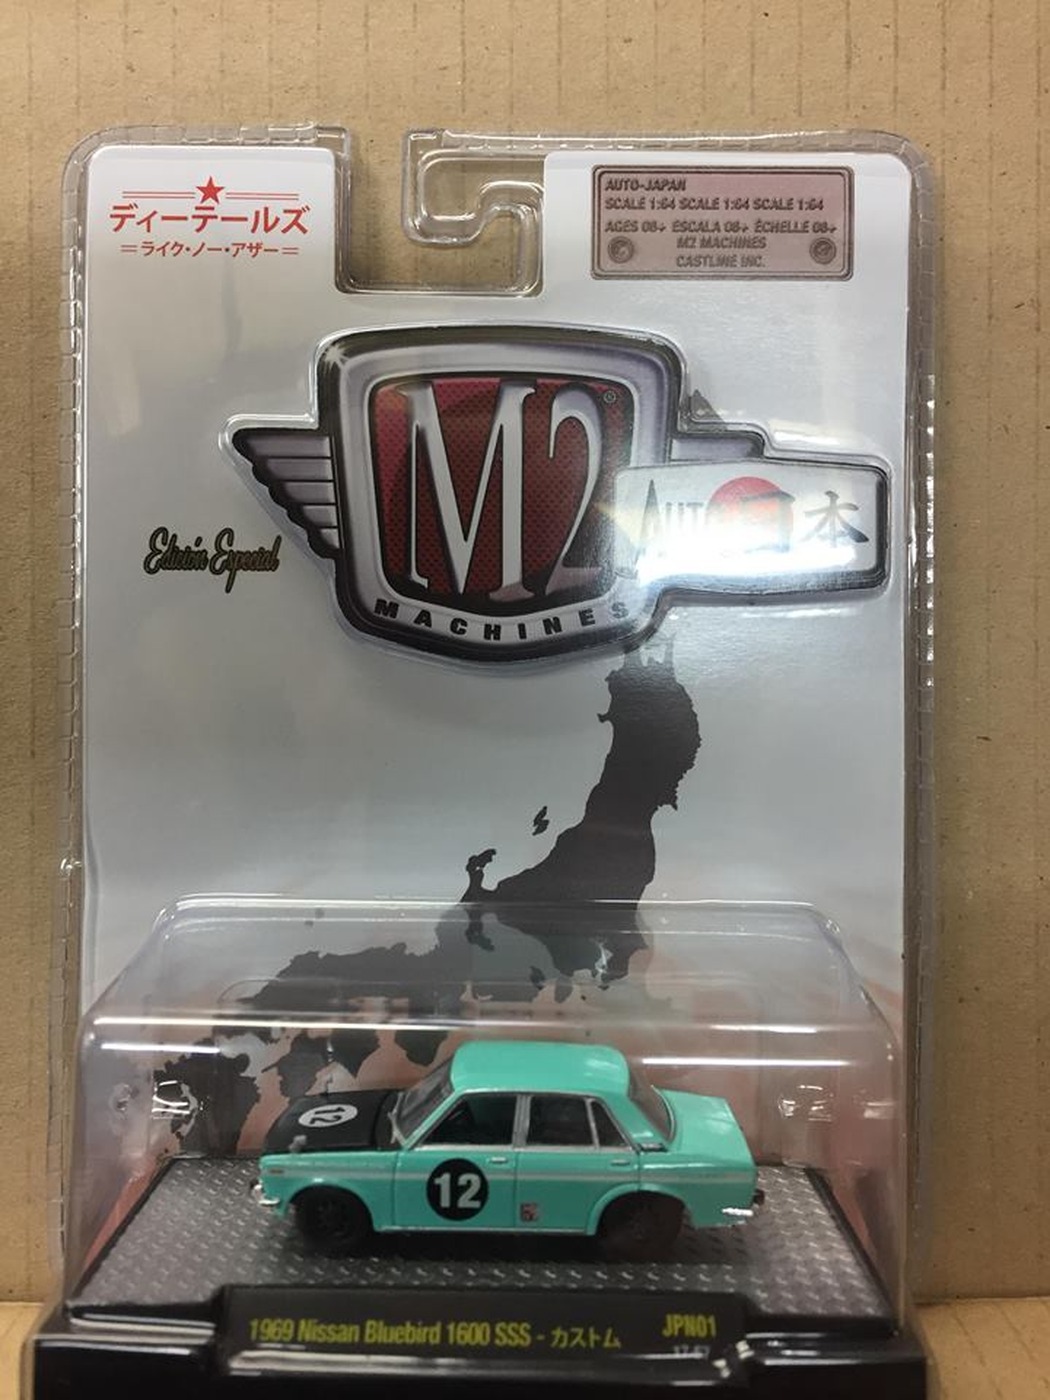 ディーテールズ
ライク・ノー・アザー
AUTO-JAPAN
SCALE 1:64 SCALE 1:64 SCALE 1:64
AGES 08+ ESCALA 08+ ÉCHELLE 08+
M2 MACHINES
CASTLINE INC.
M2®
MACHINES
AUTO 日本
Edición Especial
12
12
1969 Nissan Bluebird 1600 SSS - カストム
JPN01